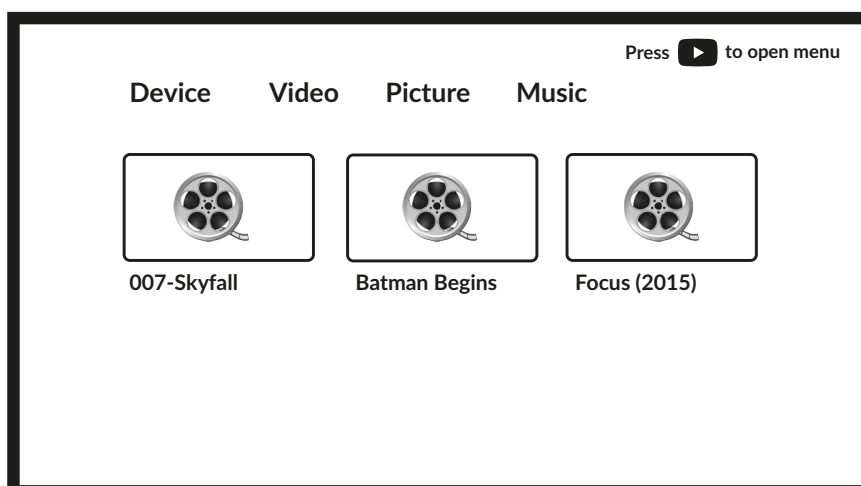 Press to open menu
Device Video Picture Music
007-Skyfall Batman Begins Focus (2015)